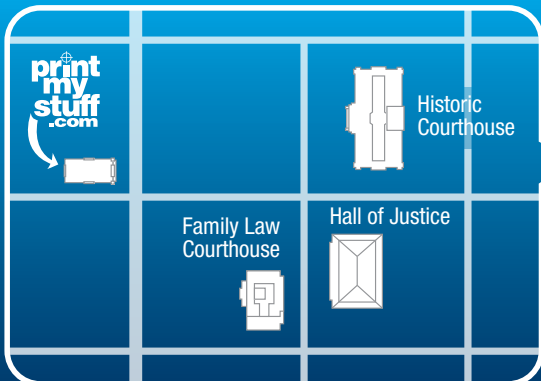 print
my
stuff
.com
Historic
Courthouse
Family Law
Courthouse
Hall of Justice